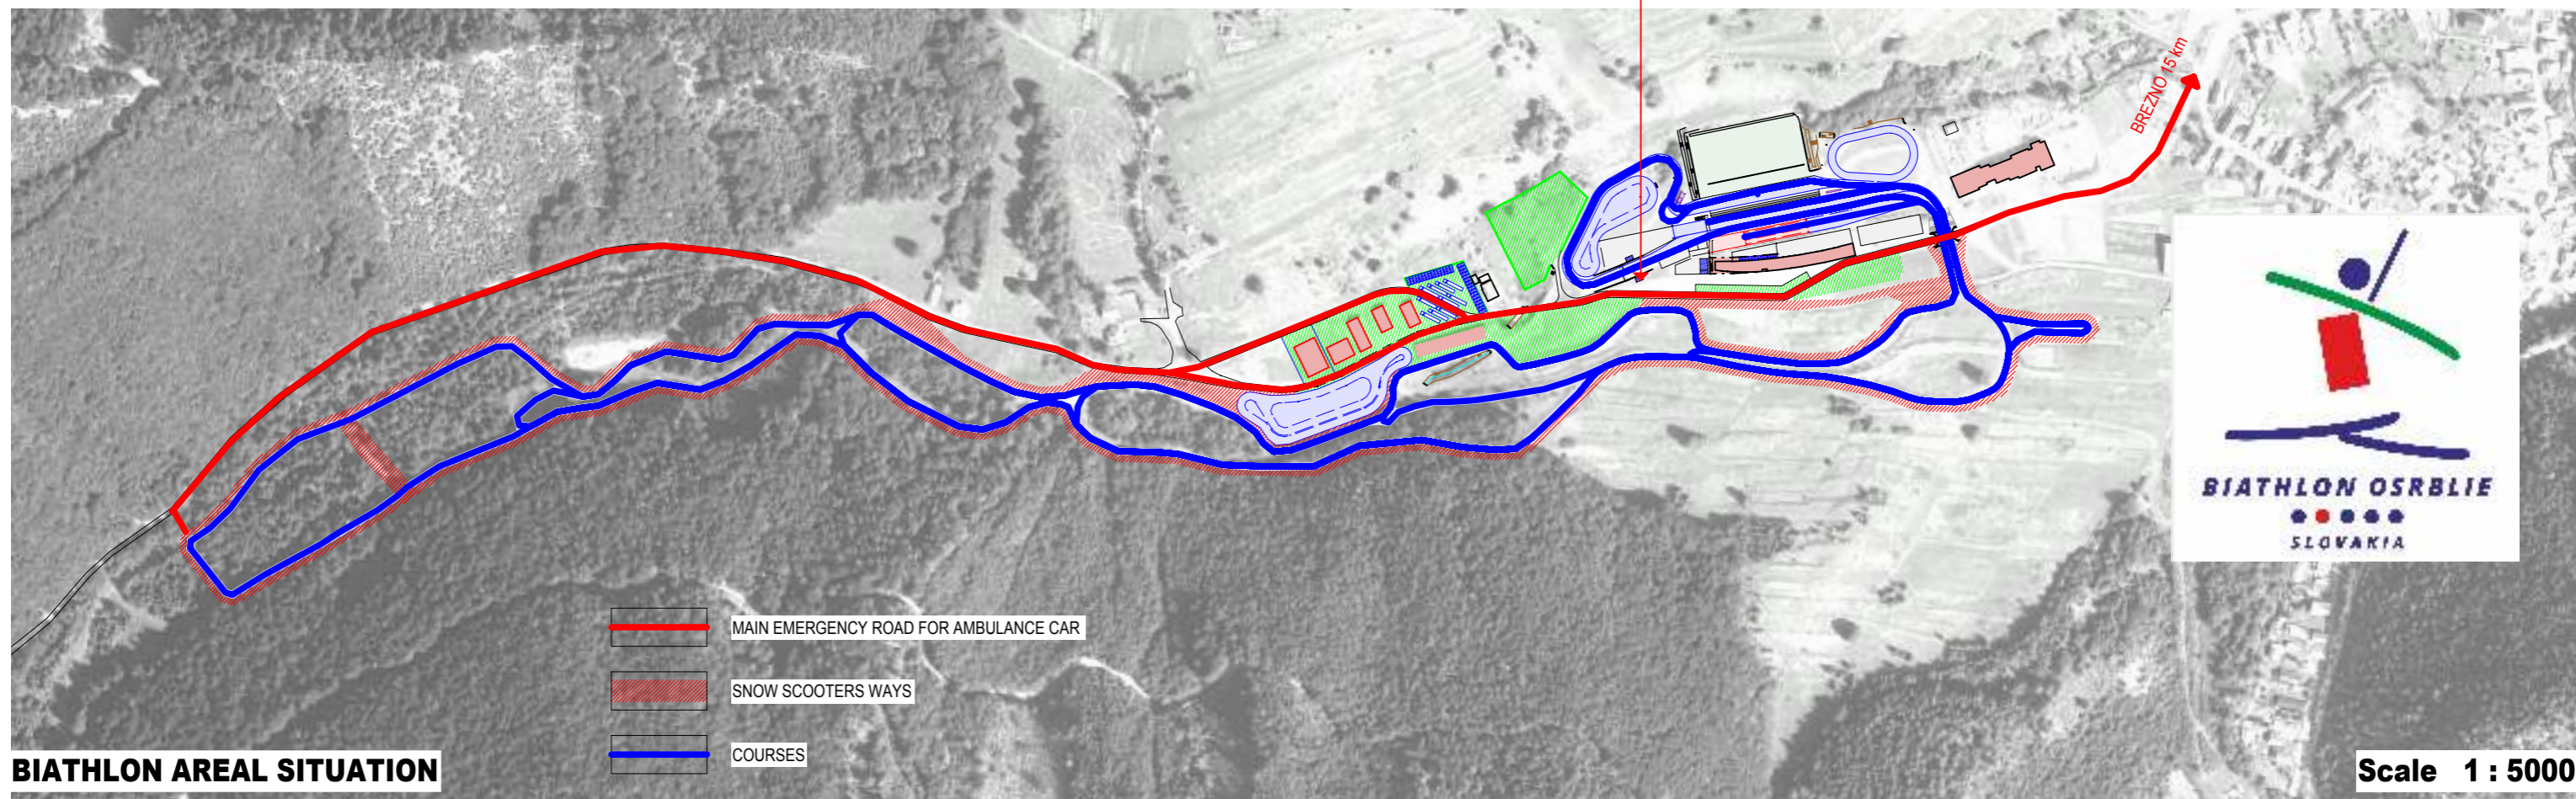 BREZNO 15 km
BIATHLON OSRBLIE
SLOVAKIA
MAIN EMERGENCY ROAD FOR AMBULANCE CAR
SNOW SCOOTERS WAYS
COURSES
BIATHLON AREAL SITUATION
Scale 1 : 5000